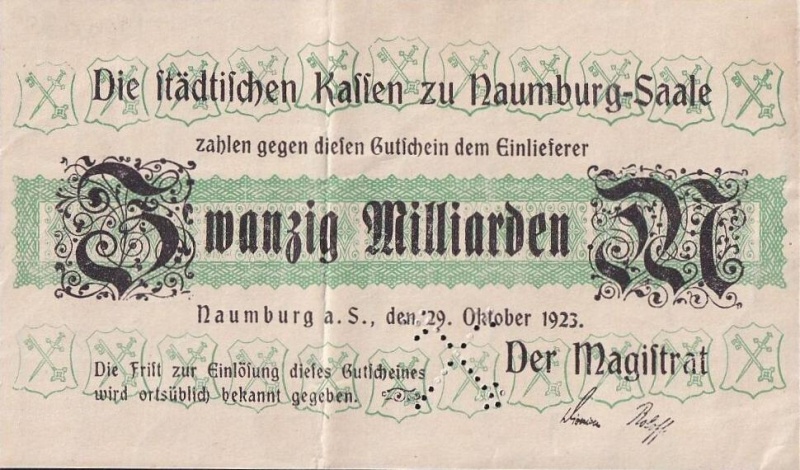 Die städtischen Kassen zu Naumburg-Saale
zahlen gegen diesen Gutschein dem Einlieferer
Zwanzig Milliarden M
Naumburg a. S., den 29. Oktober 1923.
Die Frist zur Einlösung dieses Gutscheines
wird ortsüblich bekannt gegeben.
Der Magistrat